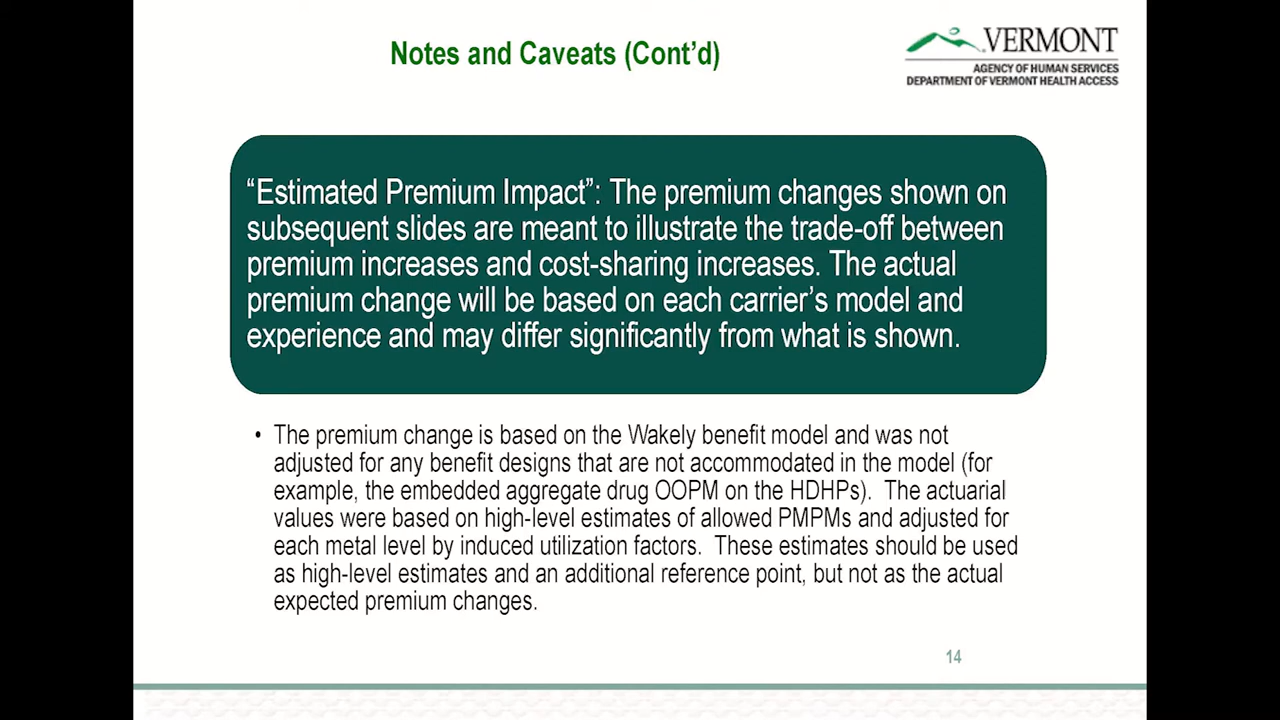 Notes and Caveats (Cont’d)
VERMONT
AGENCY OF HUMAN SERVICES
DEPARTMENT OF VERMONT HEALTH ACCESS
“Estimated Premium Impact”: The premium changes shown on
subsequent slides are meant to illustrate the trade-off between
premium increases and cost-sharing increases. The actual
premium change will be based on each carrier’s model and
experience and may differ significantly from what is shown.
• The premium change is based on the Wakely benefit model and was not
adjusted for any benefit designs that are not accommodated in the model (for
example, the embedded aggregate drug OOPM on the HDHPs). The actuarial
values were based on high-level estimates of allowed PMPMs and adjusted for
each metal level by induced utilization factors. These estimates should be used
as high-level estimates and an additional reference point, but not as the actual
expected premium changes.
14